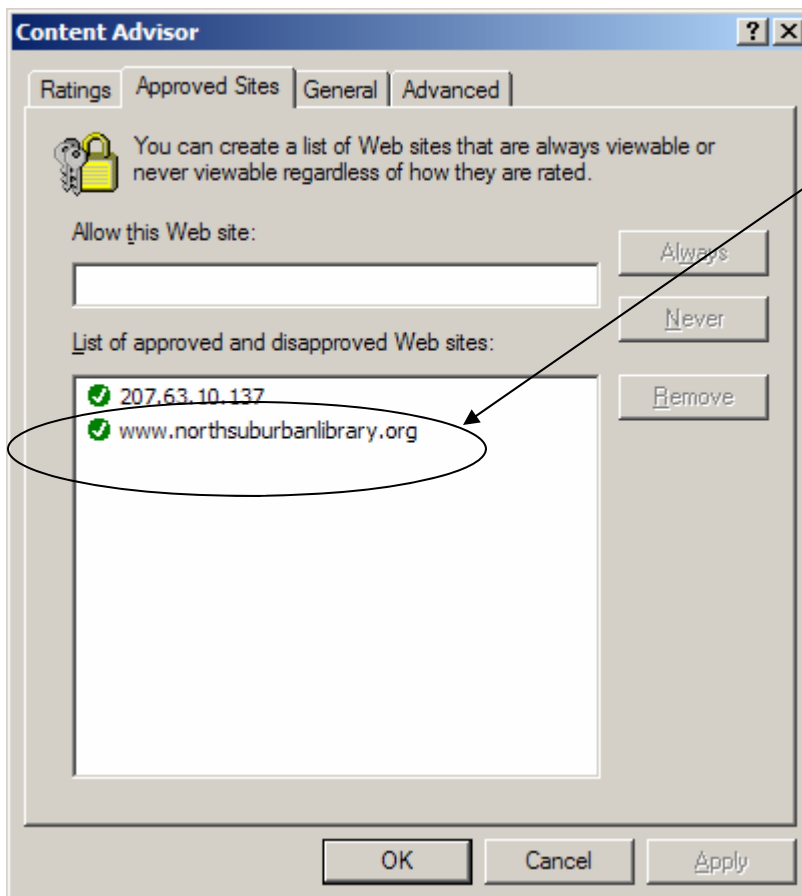 Content Advisor
Ratings Approved Sites General Advanced
You can create a list of Web sites that are always viewable or
never viewable regardless of how they are rated.
Allow this Web site:
Always
Never
List of approved and disapproved Web sites:
207.63.10.137
Remove
www.northsuburbanlibrary.org
OK Cancel Apply